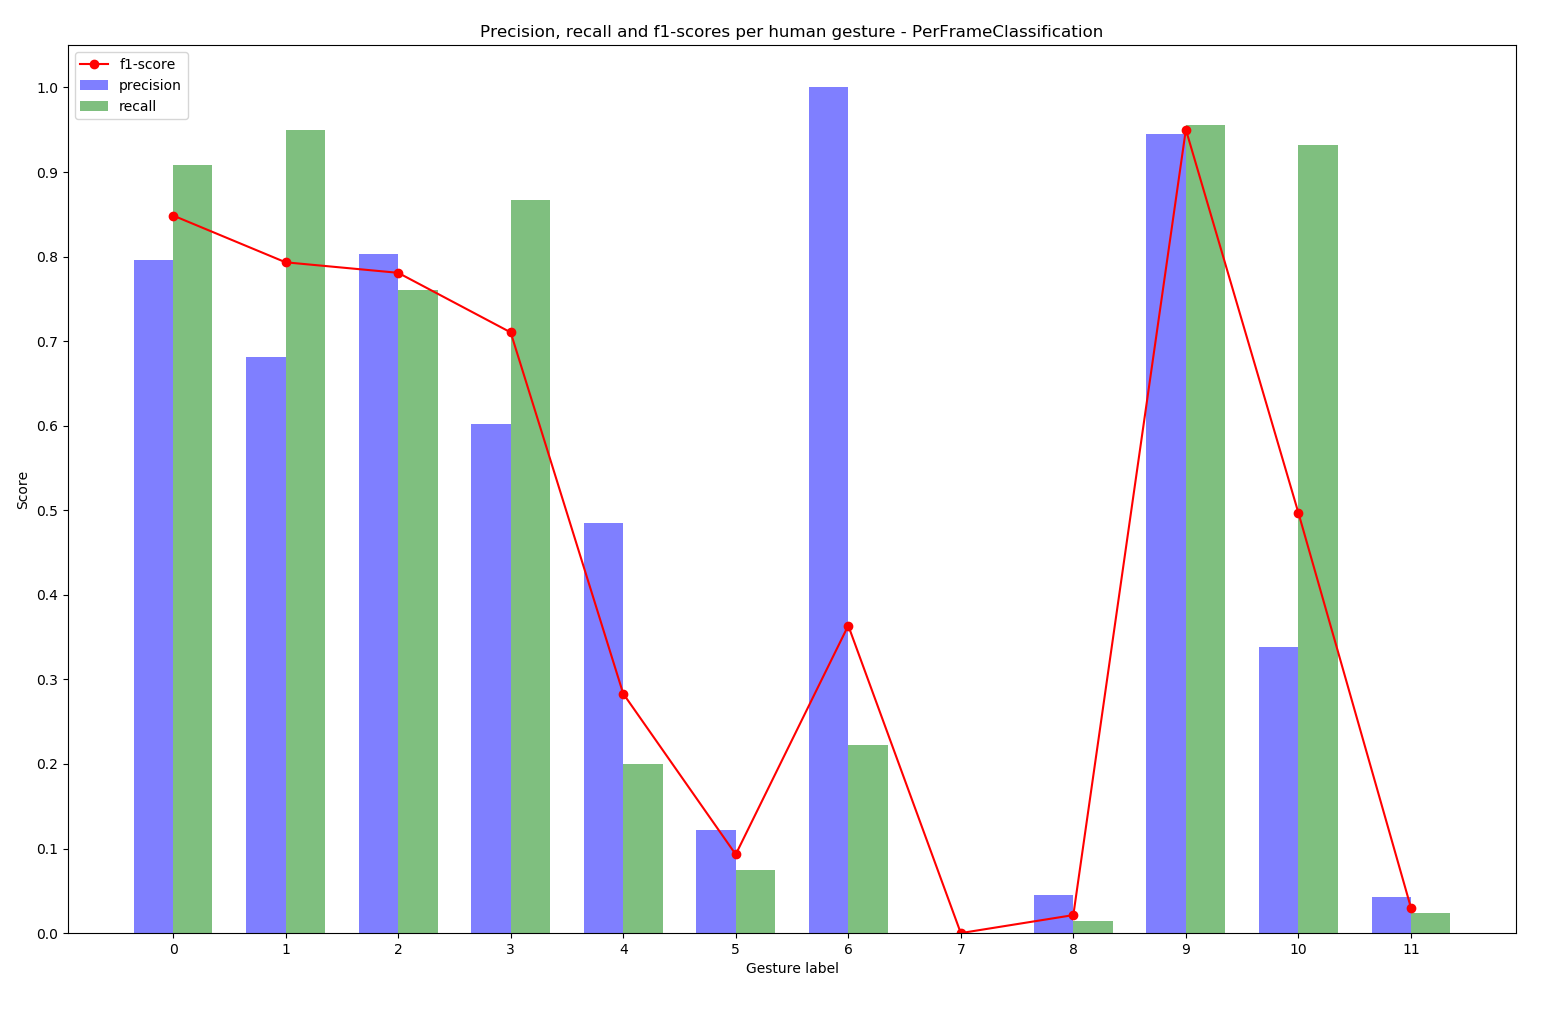 Precision, recall and f1-scores per human gesture - PerFrameClassification
f1-score
precision
recall
1.0
0.9
0.8
0.7
0.6
0.5
0.4
0.3
0.2
0.1
0.0
Score
0 1 2 3 4 5 6 7 8 9 10 11
Gesture label